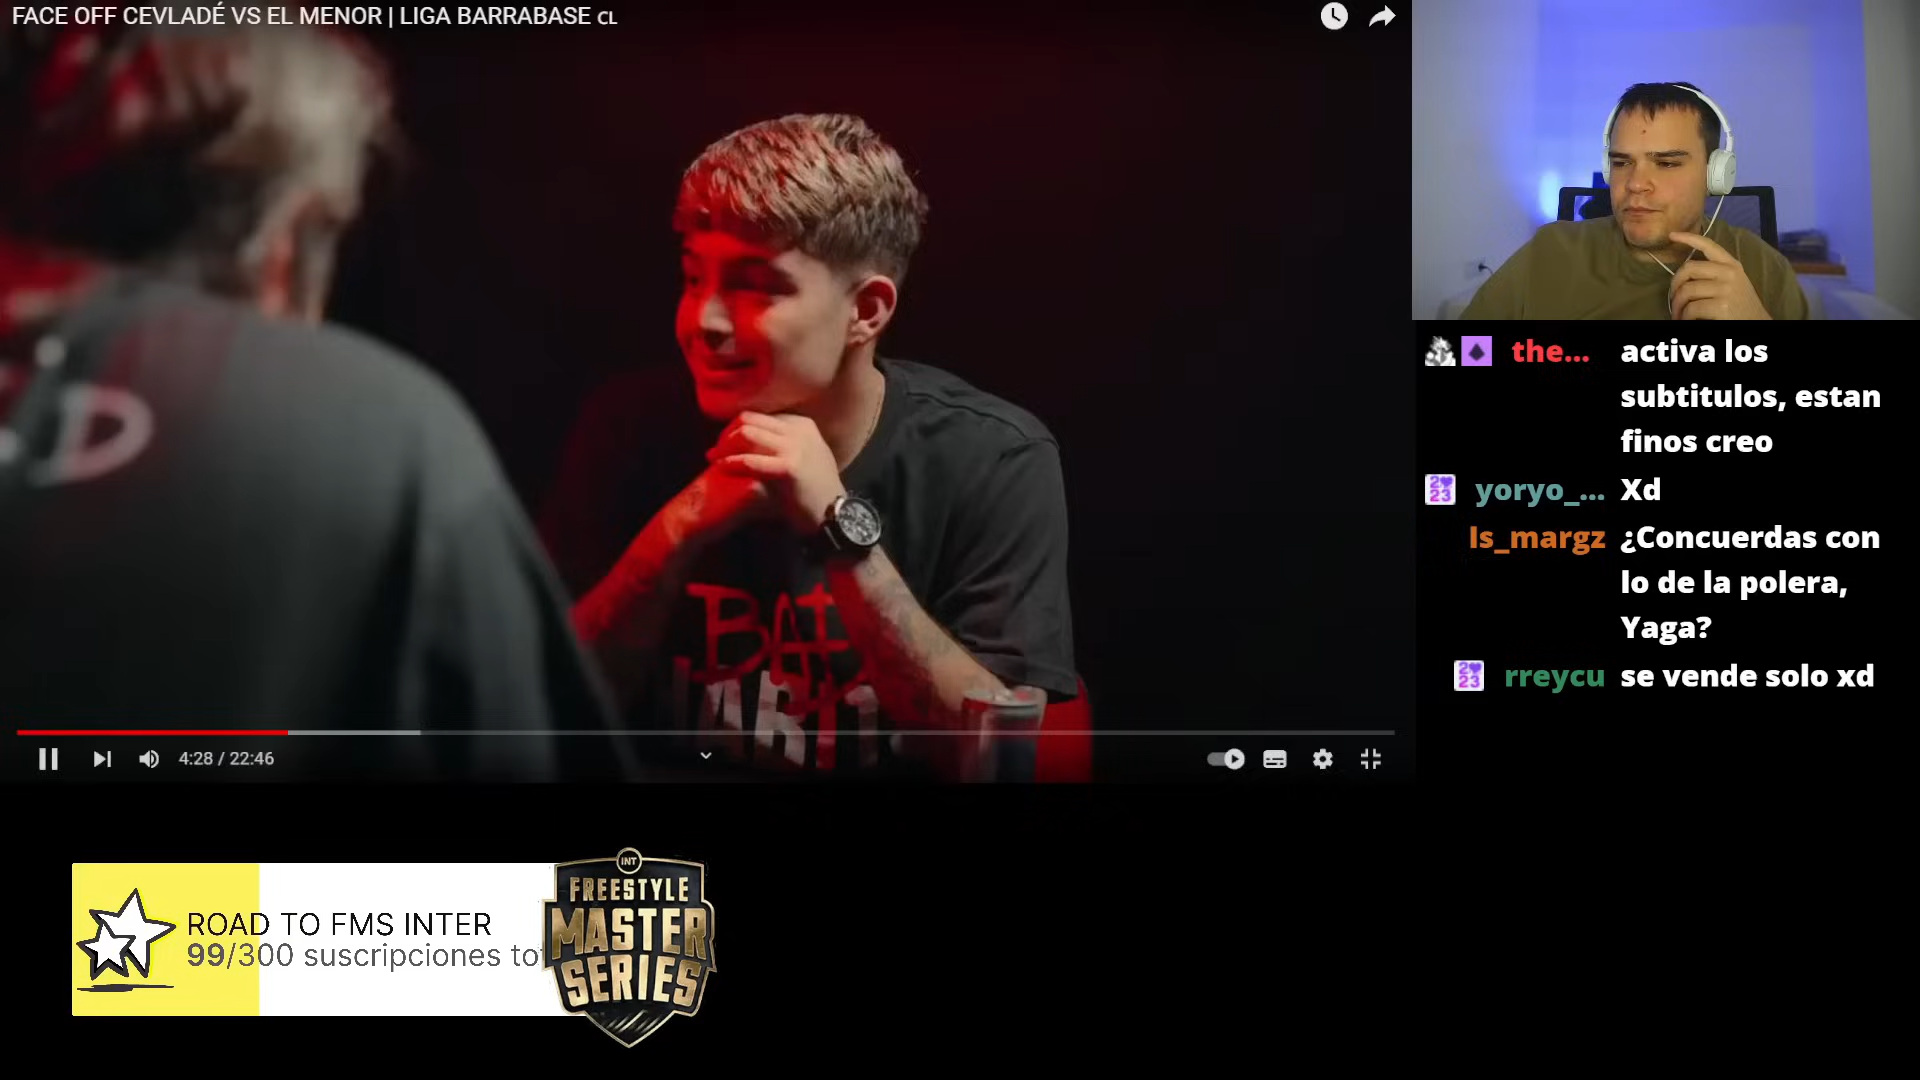 FACE OFF CEVLADÉ VS EL MENOR | LIGA BARRABASE CL
D
BAD
4:28 / 22:46
the... activa los
subtitulos, estan
finos creo
yoryo_... Xd
ls_margz ¿Concuerdas con
lo de la polera,
Yaga?
rreycu se vende solo xd
ROAD TO FMS INTER
99/300 suscripciones to
INT
FREESTYLE
MASTER
SERIES